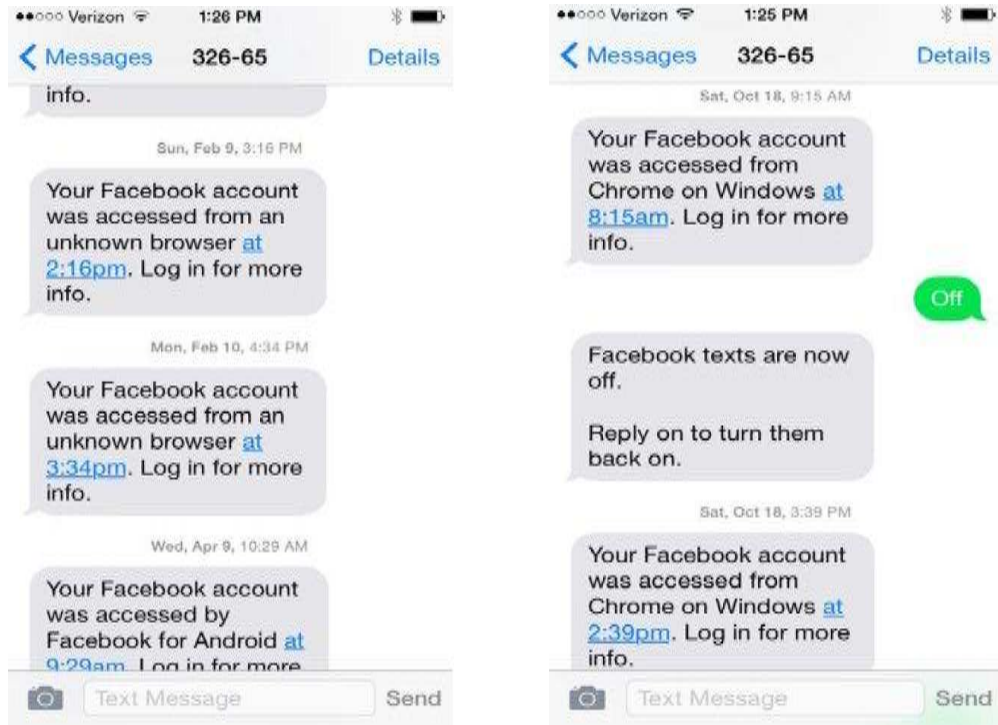 Verizon 1:26 PM
Messages 326-65 Details
info.
Sun, Feb 9, 3:16 PM
Your Facebook account
was accessed from an
unknown browser at
2:16pm. Log in for more
info.
Mon, Feb 10, 4:34 PM
Your Facebook account
was accessed from an
unknown browser at
3:34pm. Log in for more
info.
Wed, Apr 9, 10:29 AM
Your Facebook account
was accessed by
Facebook for Android at
9:29am. Log in for more
Text Message Send
Verizon 1:25 PM
Messages 326-65 Details
Sat, Oct 18, 9:15 AM
Your Facebook account
was accessed from
Chrome on Windows at
8:15am. Log in for more
info.
Off
Facebook texts are now
off.
Reply on to turn them
back on.
Sat, Oct 18, 3:39 PM
Your Facebook account
was accessed from
Chrome on Windows at
2:39pm. Log in for more
info.
Text Message Send